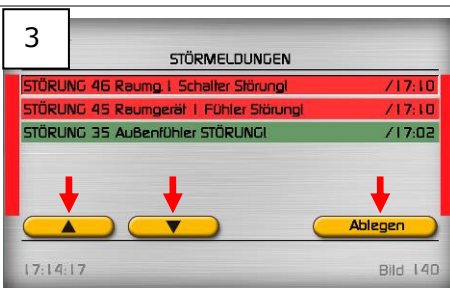 3
STÖRMELDUNGEN
STÖRUNG 46 Raumg.1 Schalter Störung! /17:10
STÖRUNG 45 Raumgerät 1 Fühler Störung! /17:10
STÖRUNG 35 Außenfühler STÖRUNG! /17:02
▲ ▼ Ablegen
17:14:17 Bild 140